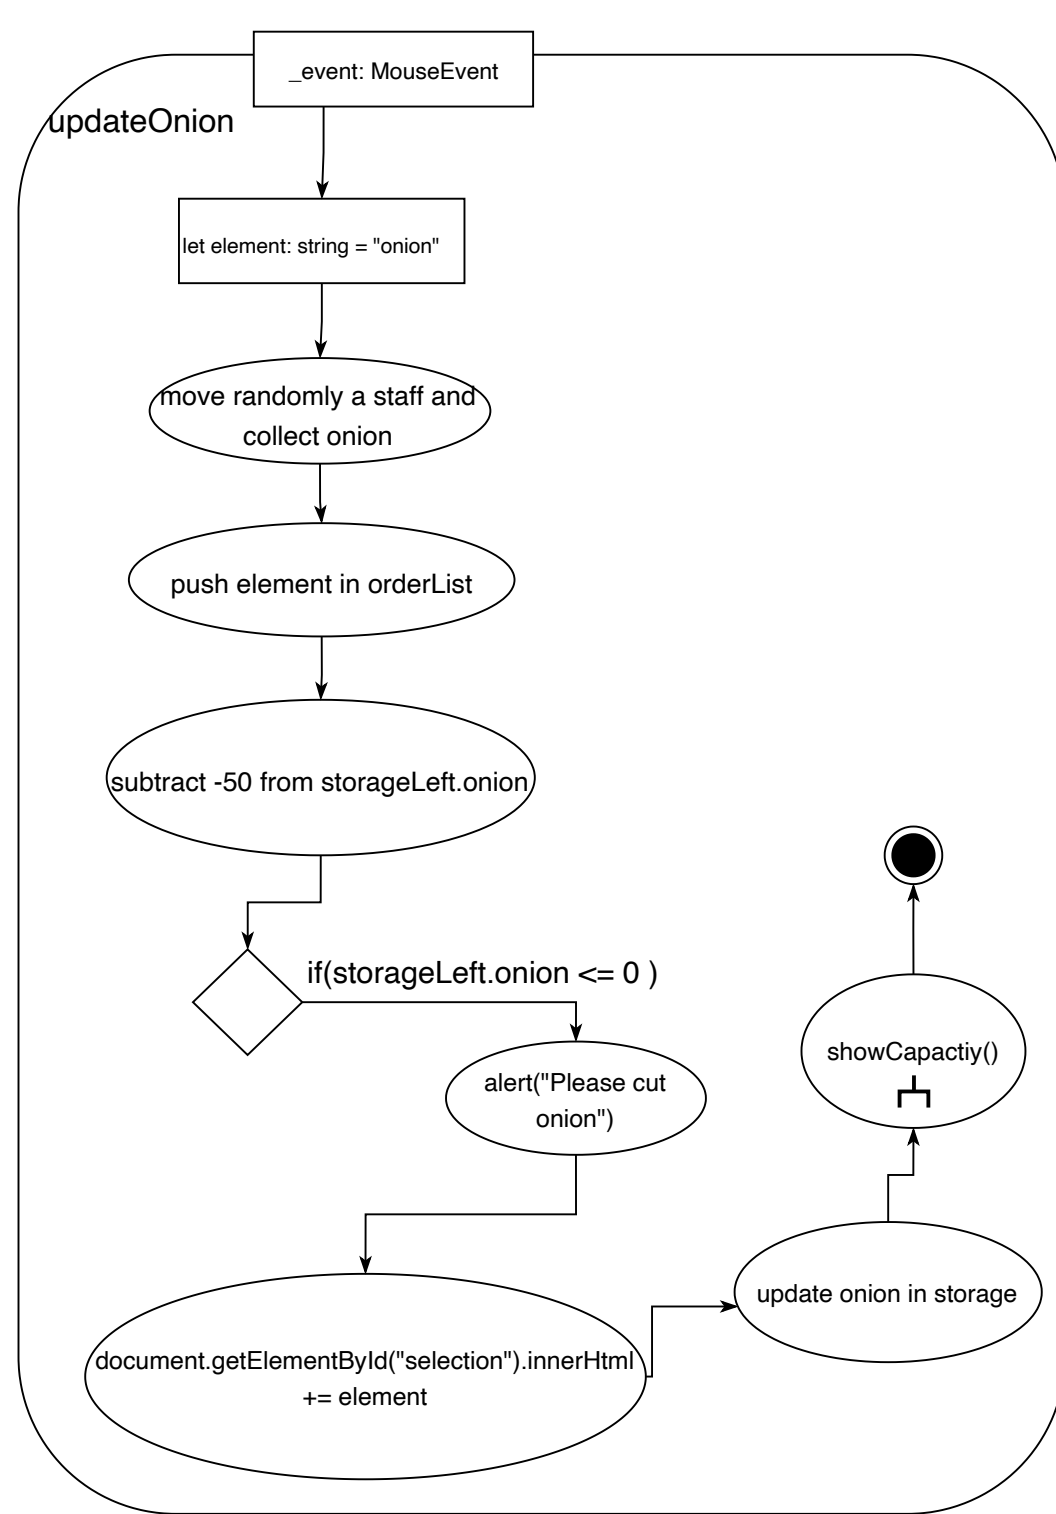 _event: MouseEvent
updateOnion
let element: string = "onion"
move randomly a staff and
collect onion
push element in orderList
subtract -50 from storageLeft.onion
if(storageLeft.onion <= 0 )
alert("Please cut
onion")
document.getElementById("selection").innerHtml
+= element
update onion in storage
showCapactiy()